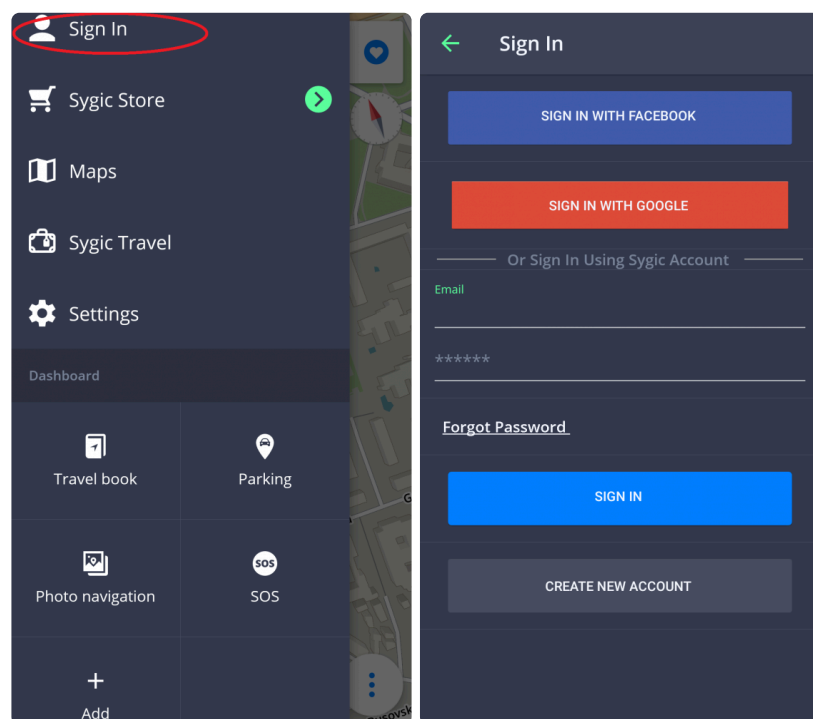 Sign In
Sygic Store
Maps
Sygic Travel
Settings
Dashboard
Travel book
Parking
Photo navigation
SOS
SOS
Add
Sign In
SIGN IN WITH FACEBOOK
SIGN IN WITH GOOGLE
Or Sign In Using Sygic Account
Email
******
Forgot Password
SIGN IN
CREATE NEW ACCOUNT